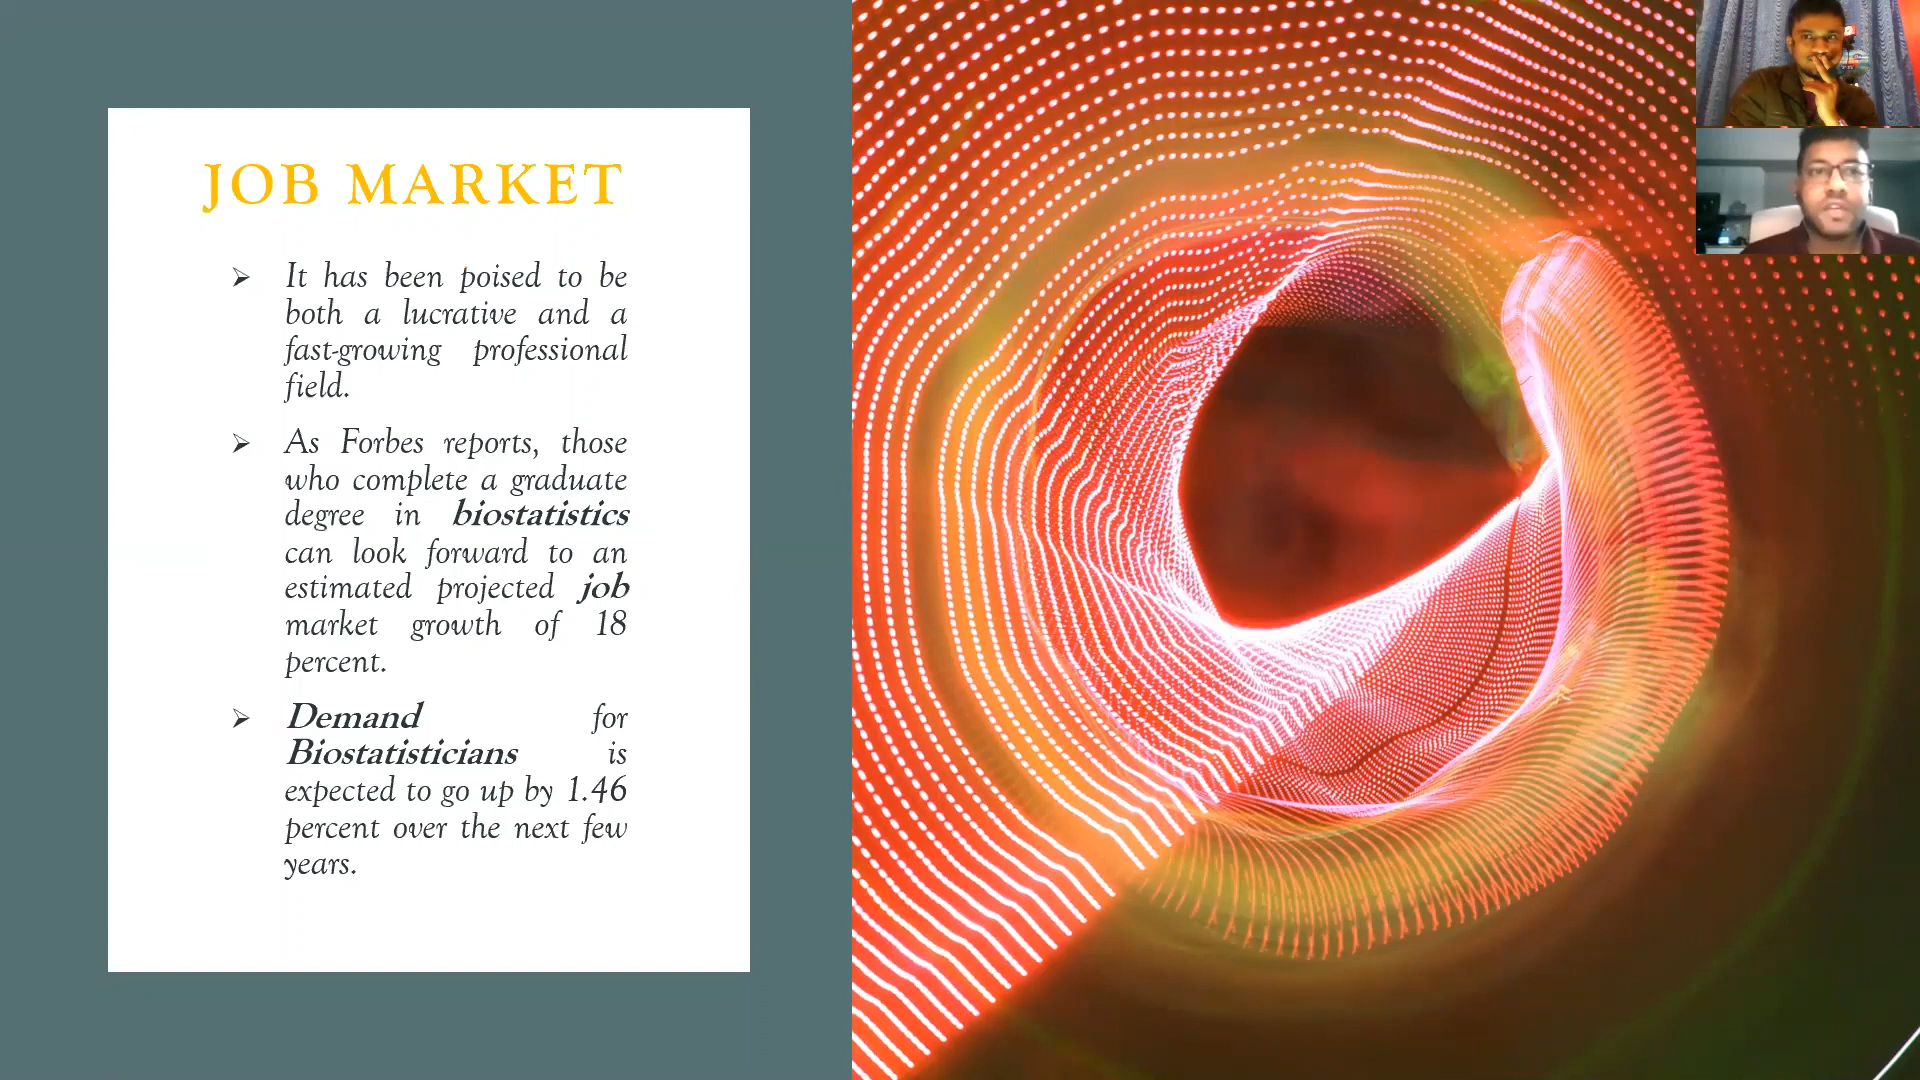 JOB MARKET
It has been poised to be
both a lucrative and a
fast-growing professional
field.
As Forbes reports, those
who complete a graduate
degree in biostatistics
can look forward to an
estimated projected job
market growth of 18
percent.
Demand for
Biostatisticians is
expected to go up by 1.46
percent over the next few
years.